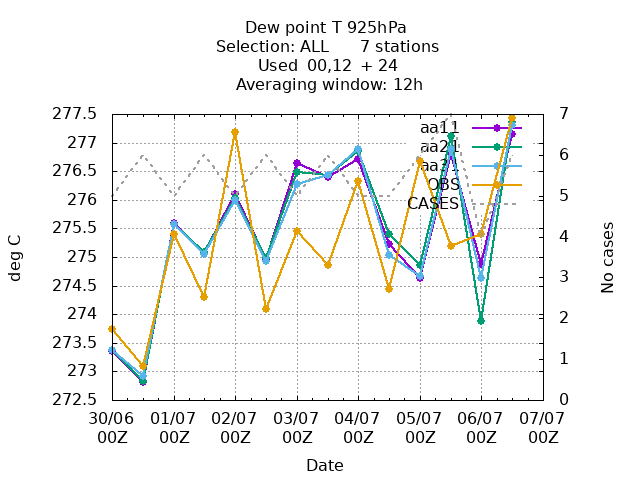 Dew point T 925hPa
Selection: ALL 7 stations
Used 00,12 + 24
Averaging window: 12h
277.5
277
276.5
276
275.5
275
274.5
274
273.5
273
272.5
7
6
5
4
3
2
1
0
deg C
No cases
aa11
aa21
OBS
CASES
30/06 01/07 02/07 03/07 04/07 05/07 06/07 07/07
00Z 00Z 00Z 00Z 00Z 00Z 00Z 00Z
Date